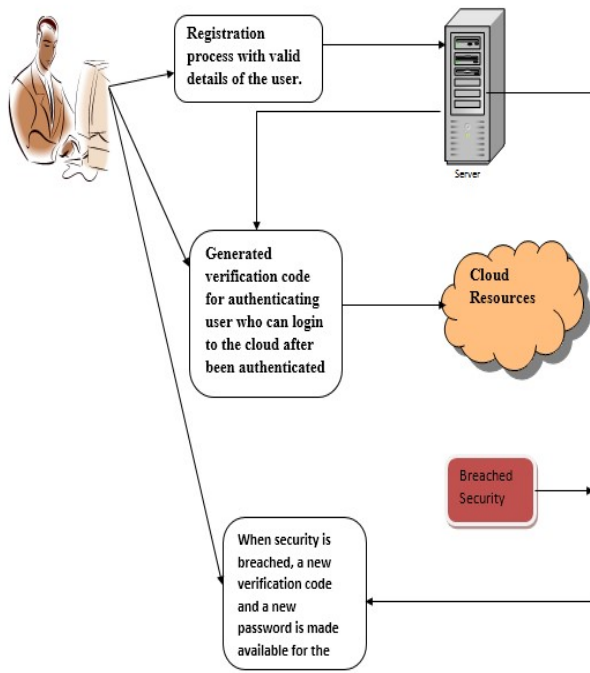 Registration
process with valid
details of the user.
Server
Generated
verification code
for authenticating
user who can login
to the cloud after
been authenticated
Cloud
Resources
Breached
Security
When security is
breached, a new
verification code
and a new
password is made
available for the